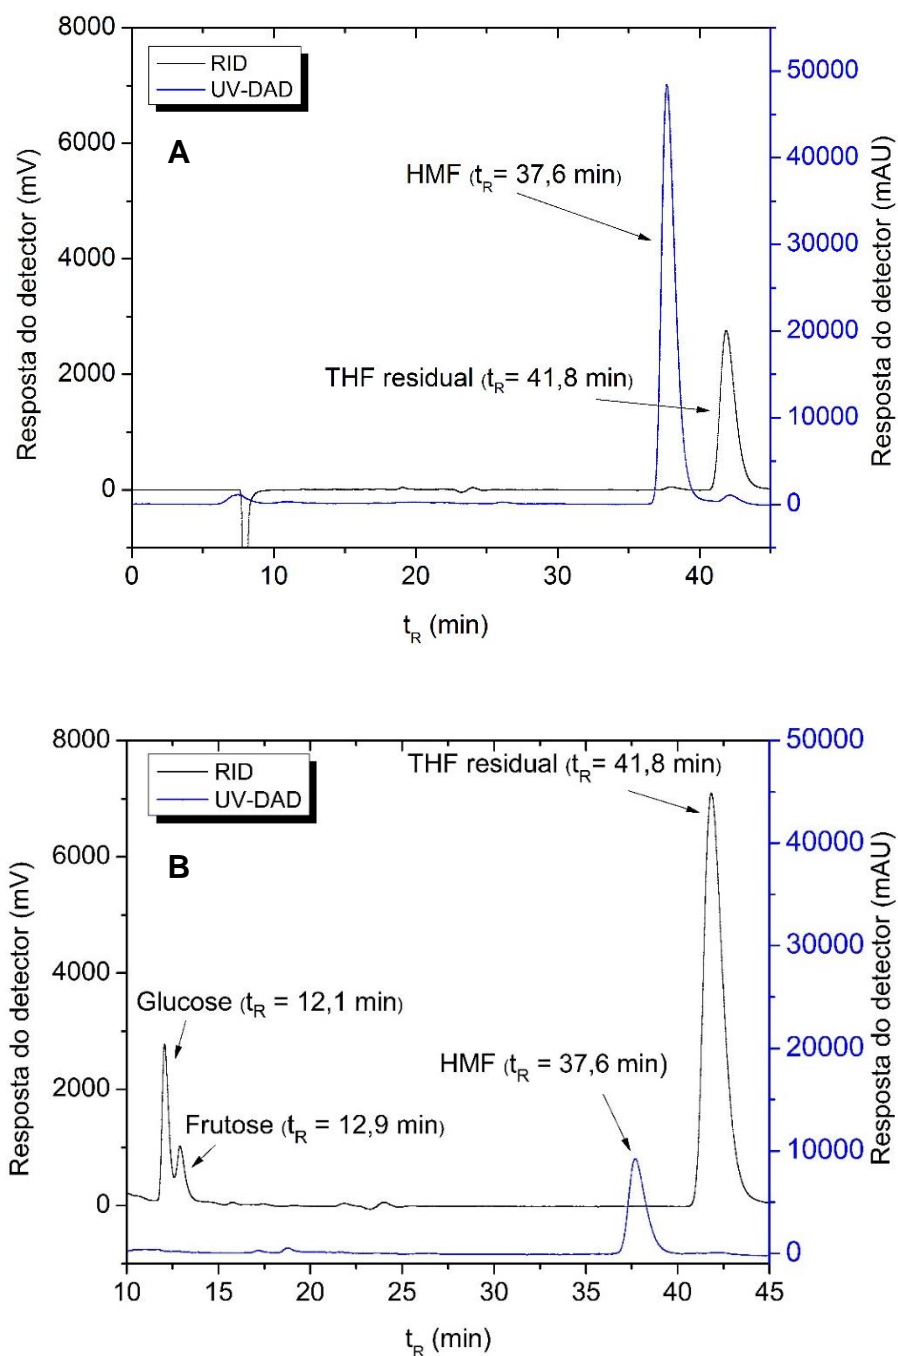 8000
6000
4000
2000
0
Resposta do detector (mV)
RID
UV-DAD
A
HMF (tR= 37,6 min)
THF residual (tR= 41,8 min)
50000
40000
30000
20000
10000
0
Resposta do detector (mAU)
0 10 20 30 40
tR (min)
8000
6000
4000
2000
0
Resposta do detector (mV)
RID
UV-DAD
B
THF residual (tR= 41,8 min)
Glucose (tR = 12,1 min)
HMF (tR = 37,6 min)
Frutose (tR = 12,9 min)
50000
40000
30000
20000
10000
0
Resposta do detector (mAU)
10 15 20 25 30 35 40 45
tR (min)